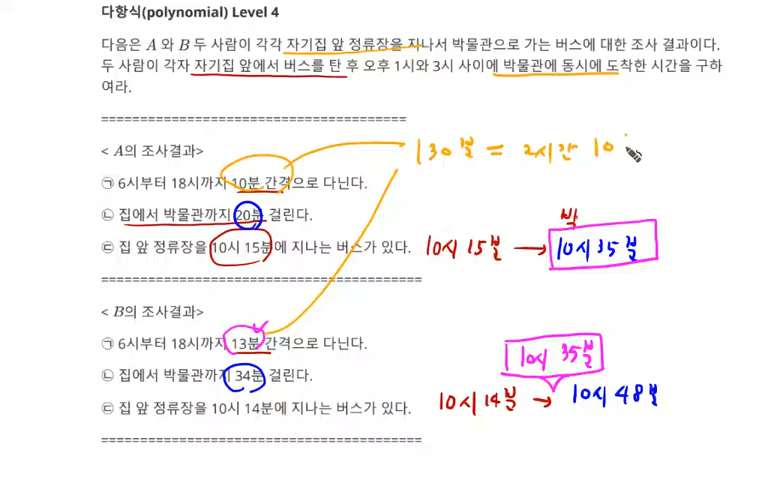 다항식(polynomial) Level 4
다음은 A 와 B 두 사람이 각각 자기집 앞 정류장을 지나서 박물관으로 가는 버스에 대한 조사 결과이다.
두 사람이 각자 자기집 앞에서 버스를 탄 후 오후 1시와 3시 사이에 박물관에 동시에 도착한 시간을 구하
여라.
========================================
< A의 조사결과>
130분 = 2시간 10
㉠ 6시부터 18시까지 10분 간격으로 다닌다.
㉡ 집에서 박물관까지 20분 걸린다.
박
㉢ 집 앞 정류장을 10시 15분에 지나는 버스가 있다.
10시 15분 → 10시 35분
==========================================
< B의 조사결과>
㉠ 6시부터 18시까지 13분 간격으로 다닌다.
10시 35분
㉡ 집에서 박물관까지 34분 걸린다.
10시 14분 → 10시 48분
㉢ 집 앞 정류장을 10시 14분에 지나는 버스가 있다.
==========================================